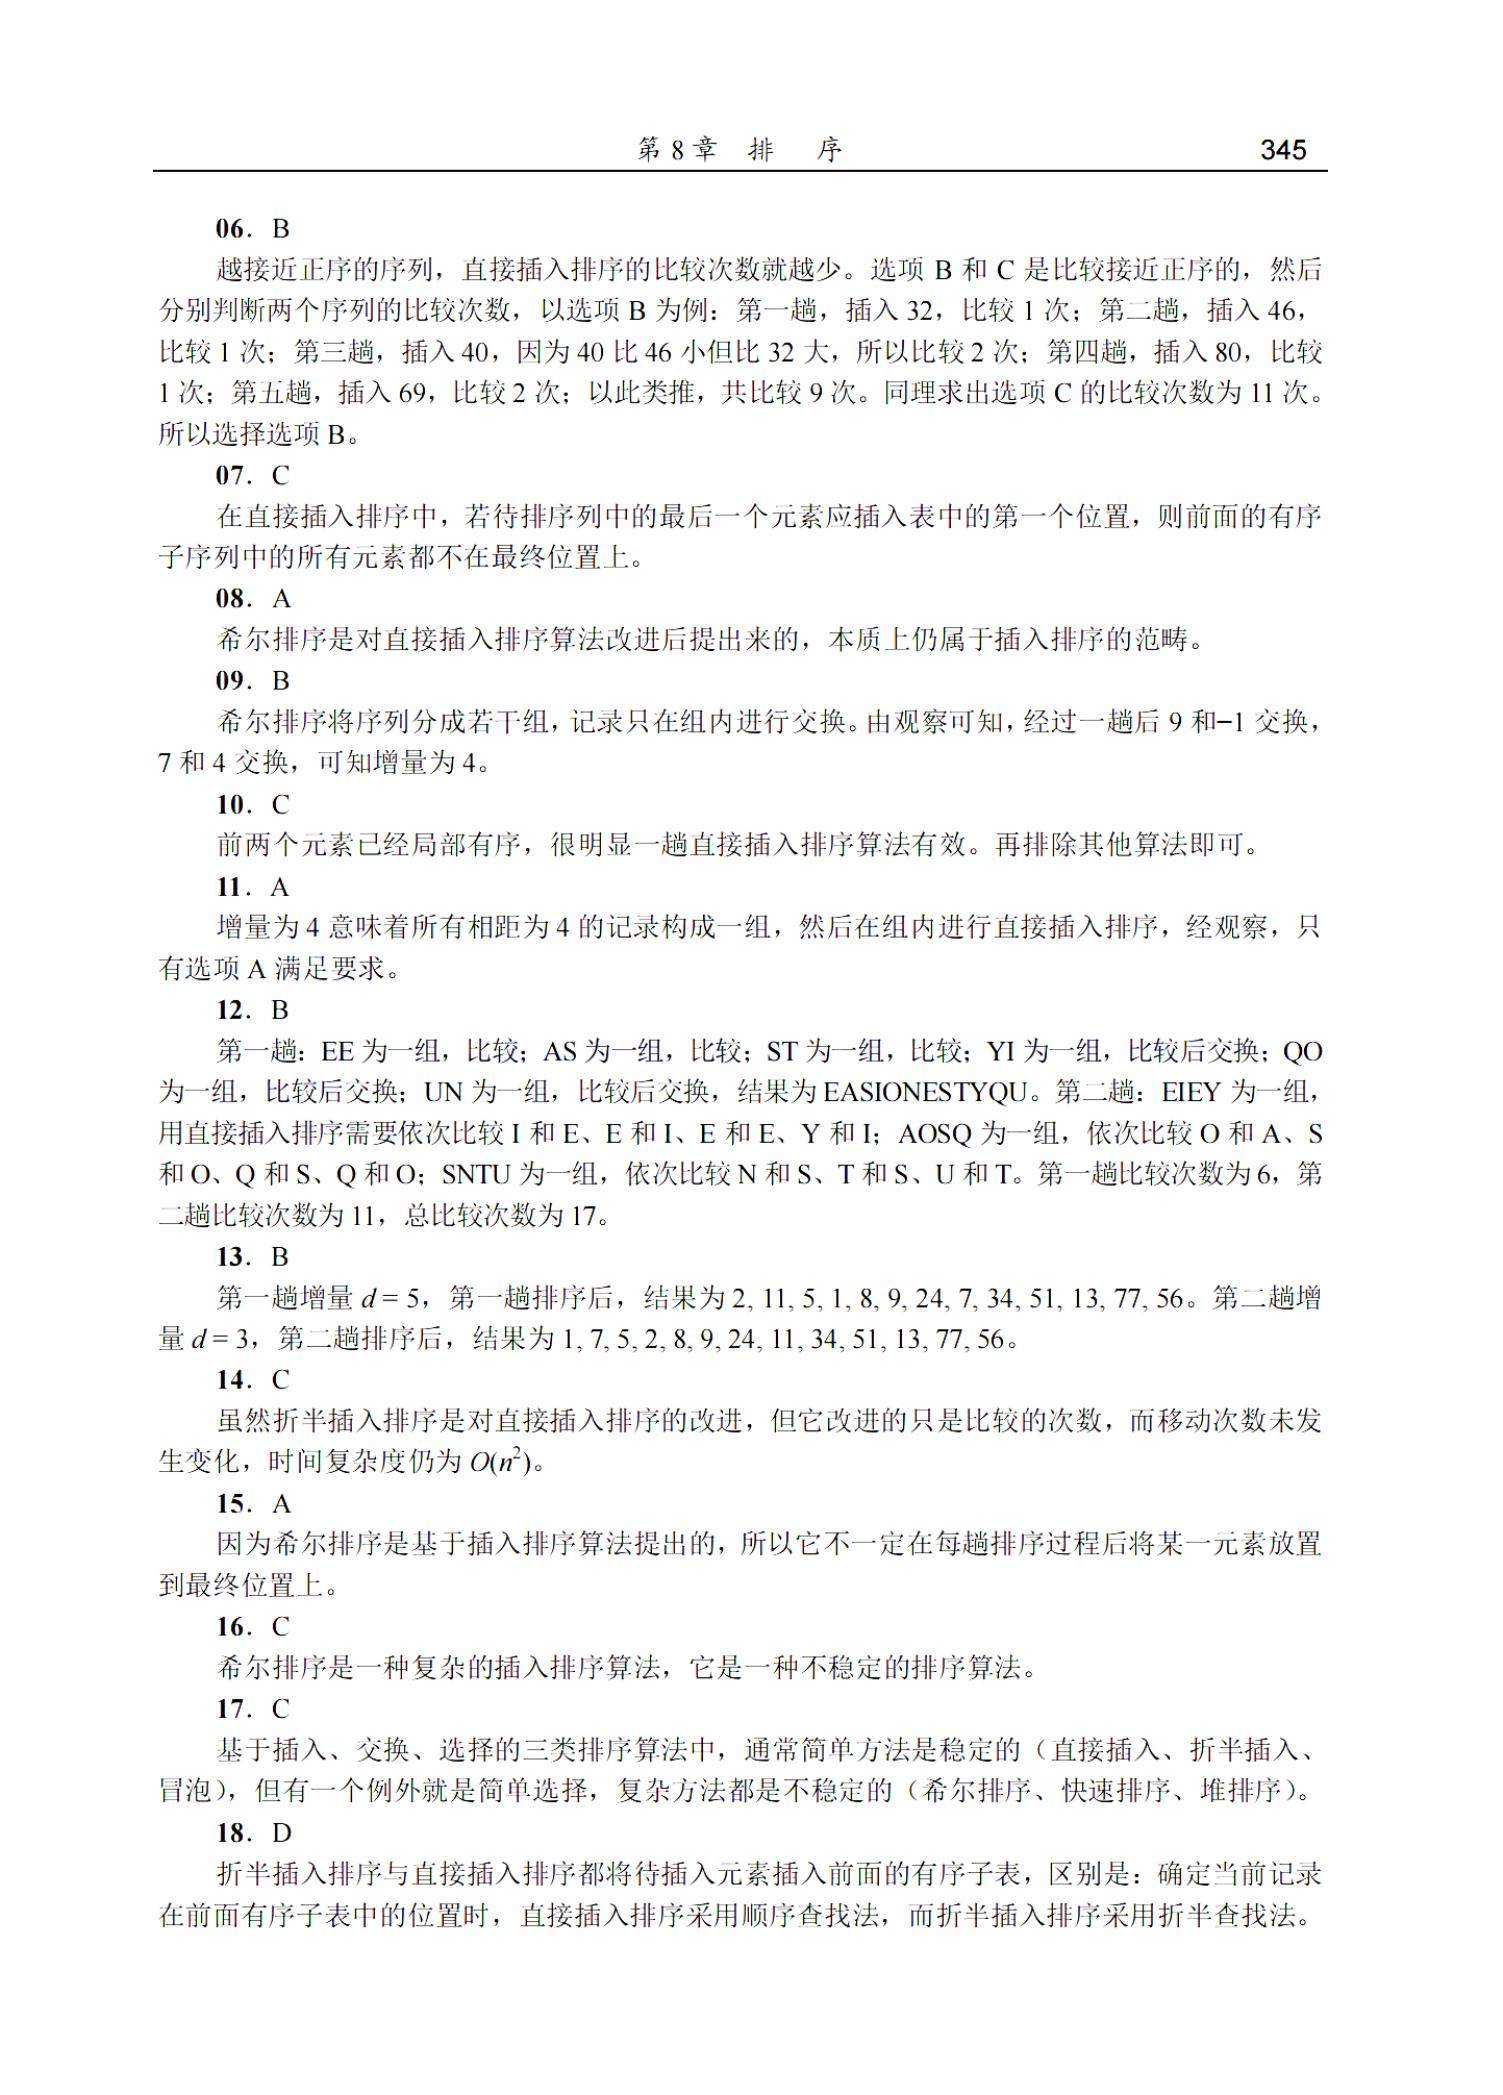 第 8 章 排 序 345
06. B
越接近正序的序列，直接插入排序的比较次数就越少。选项 B 和 C 是比较接近正序的，然后
分别判断两个序列的比较次数，以选项 B 为例：第一趟，插入 32，比较 1 次；第二趟，插入 46，
比较 1 次；第三趟，插入 40，因为 40 比 46 小但比 32 大，所以比较 2 次；第四趟，插入 80，比较
1 次；第五趟，插入 69，比较 2 次；以此类推，共比较 9 次。同理求出选项 C 的比较次数为 11 次。
所以选择选项 B。
07. C
在直接插入排序中，若待排序列中的最后一个元素应插入表中的第一个位置，则前面的有序
子序列中的所有元素都不在最终位置上。
08. A
希尔排序是对直接插入排序算法改进后提出来的，本质上仍属于插入排序的范畴。
09. B
希尔排序将序列分成若干组，记录只在组内进行交换。由观察可知，经过一趟后 9 和−1 交换，
7 和 4 交换，可知增量为 4。
10. C
前两个元素已经局部有序，很明显一趟直接插入排序算法有效。再排除其他算法即可。
11. A
增量为 4 意味着所有相距为 4 的记录构成一组，然后在组内进行直接插入排序，经观察，只
有选项 A 满足要求。
12. B
第一趟：EE 为一组，比较；AS 为一组，比较；ST 为一组，比较；YI 为一组，比较后交换；QO
为一组，比较后交换；UN 为一组，比较后交换，结果为 EASIONESTYQU。第二趟：EIEY 为一组，
用直接插入排序需要依次比较 I 和 E、E 和 I、E 和 E、Y 和 I；AOSQ 为一组，依次比较 O 和 A、S
和 O、Q 和 S、Q 和 O；SNTU 为一组，依次比较 N 和 S、T 和 S、U 和 T。第一趟比较次数为 6，第
二趟比较次数为 11，总比较次数为 17。
13. B
第一趟增量 d = 5，第一趟排序后，结果为 2, 11, 5, 1, 8, 9, 24, 7, 34, 51, 13, 77, 56。第二趟增
量 d = 3，第二趟排序后，结果为 1, 7, 5, 2, 8, 9, 24, 11, 34, 51, 13, 77, 56。
14. C
虽然折半插入排序是对直接插入排序的改进，但它改进的只是比较的次数，而移动次数未发
生变化，时间复杂度仍为 O(n²)。
15. A
因为希尔排序是基于插入排序算法提出的，所以它不一定在每趟排序过程后将某一元素放置
到最终位置上。
16. C
希尔排序是一种复杂的插入排序算法，它是一种不稳定的排序算法。
17. C
基于插入、交换、选择的三类排序算法中，通常简单方法是稳定的（直接插入、折半插入、
冒泡），但有一个例外就是简单选择，复杂方法都是不稳定的（希尔排序、快速排序、堆排序）。
18. D
折半插入排序与直接插入排序都将待插入元素插入前面的有序子表，区别是：确定当前记录
在前面有序子表中的位置时，直接插入排序采用顺序查找法，而折半插入排序采用折半查找法。